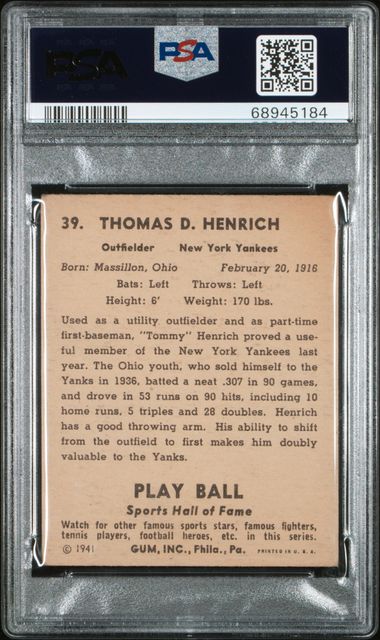 PSA
PSA
68945184
39. THOMAS D. HENRICH
Outfielder New York Yankees
Born: Massillon, Ohio February 20, 1916
Bats: Left Throws: Left
Height: 6' Weight: 170 lbs.
Used as a utility outfielder and as part-time
first-baseman, "Tommy" Henrich proved a use-
ful member of the New York Yankees last
year. The Ohio youth, who sold himself to the
Yanks in 1936, batted a neat .307 in 90 games,
and drove in 53 runs on 90 hits, including 10
home runs, 5 triples and 28 doubles. Henrich
has a good throwing arm. His ability to shift
from the outfield to first makes him doubly
valuable to the Yanks.
PLAY BALL
Sports Hall of Fame
Watch for other famous sports stars, famous fighters,
tennis players, football heroes, etc. in this series.
© 1941 GUM, INC., Phila., Pa. PRINTED IN U. S. A.